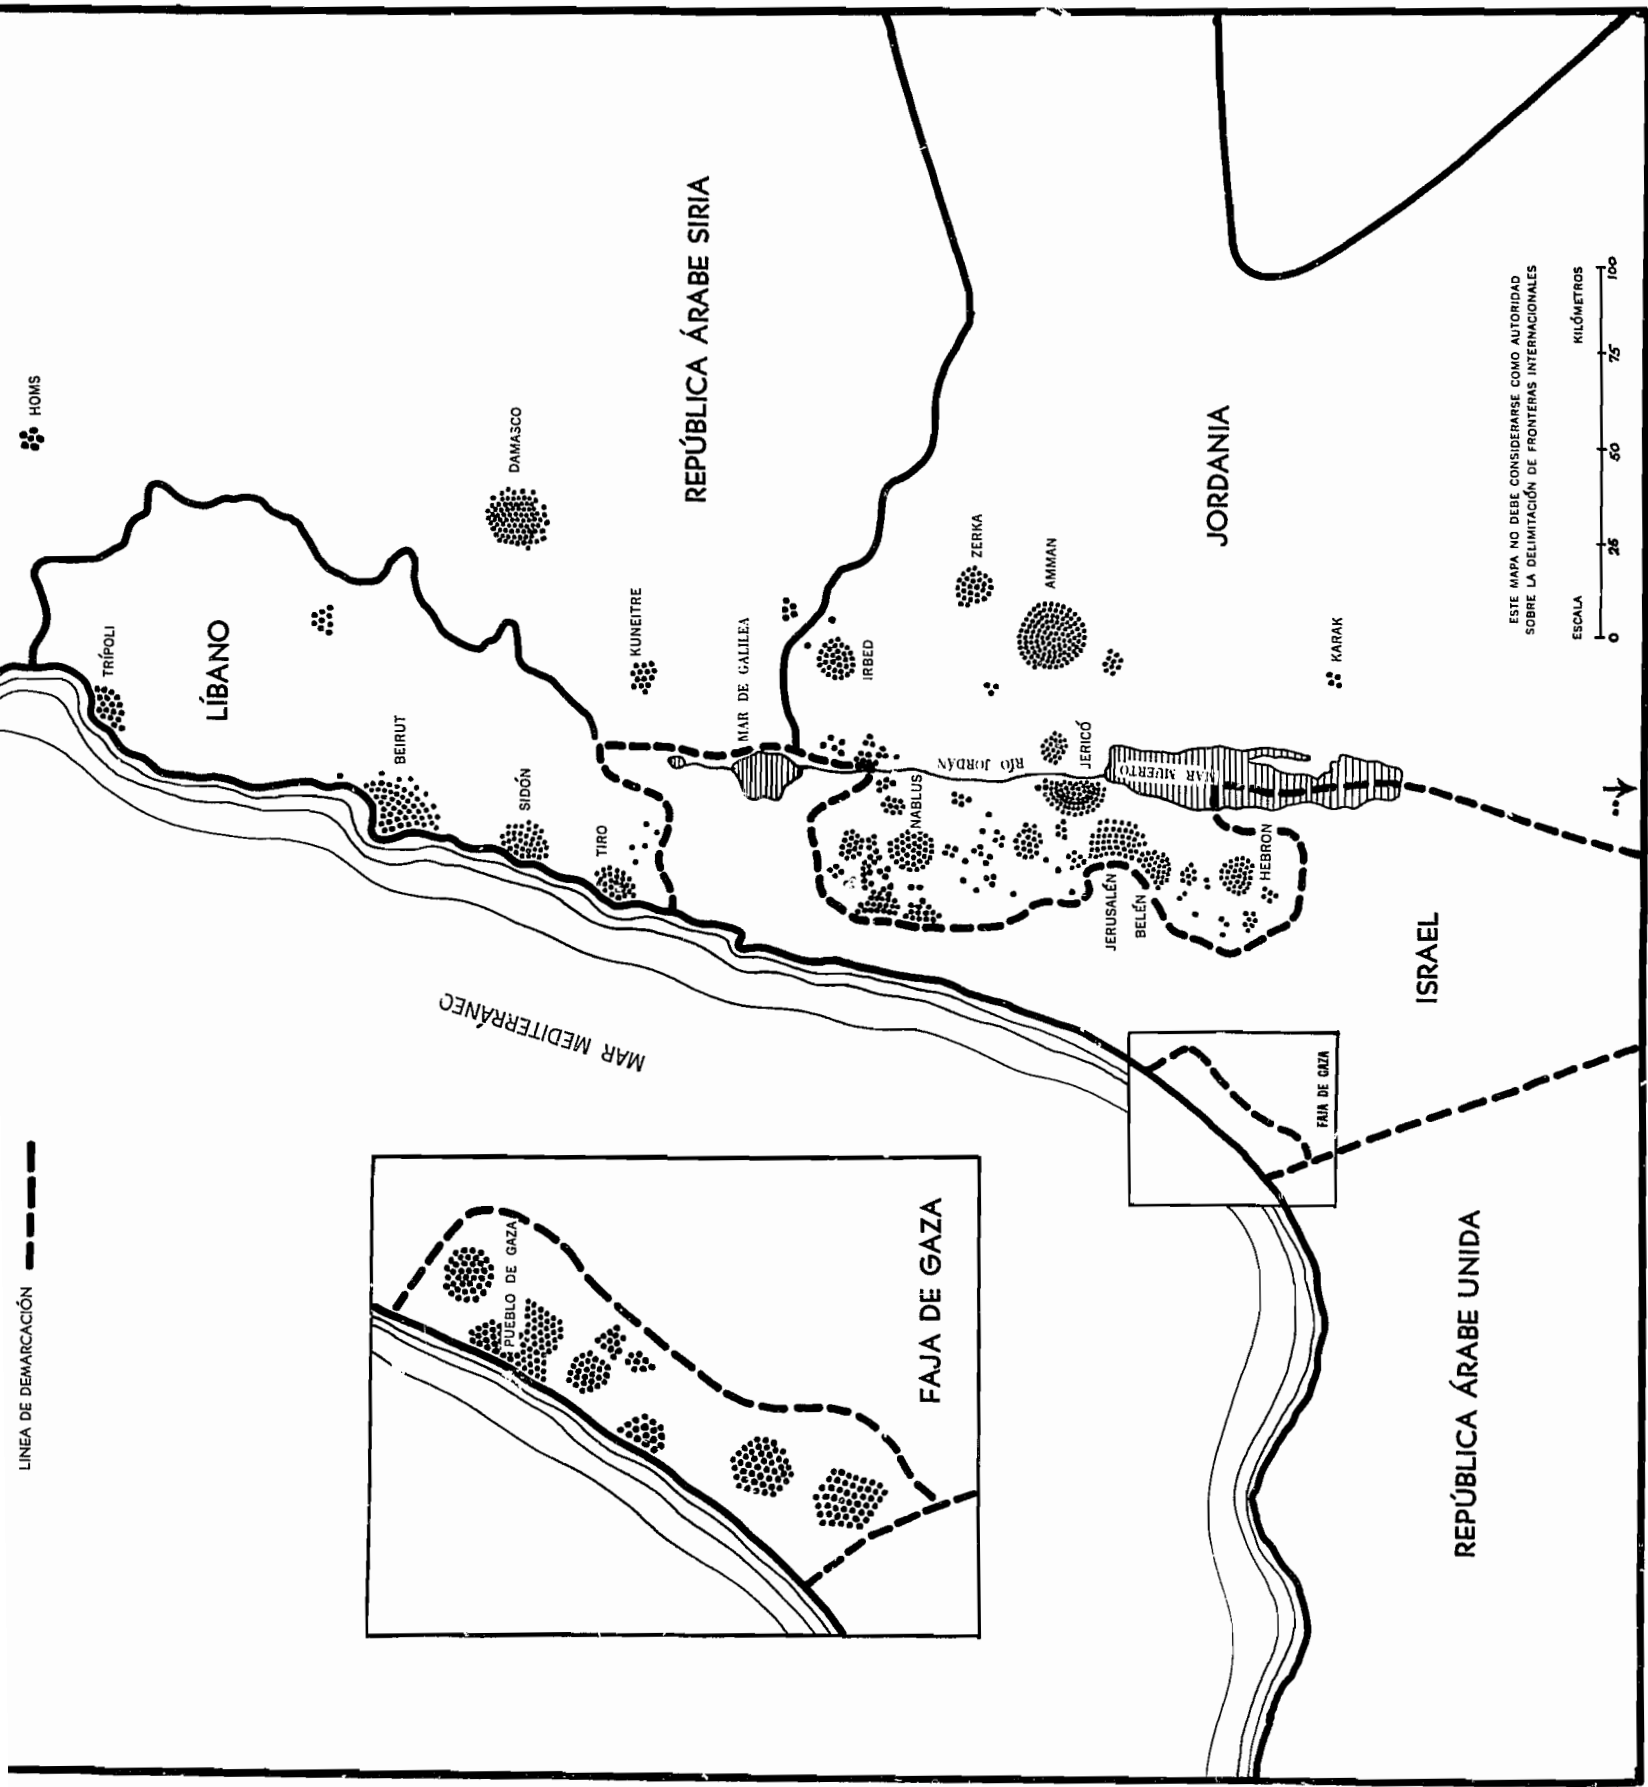 LINEA DE DEMARCACIÓN
HOMS
TRÍPOLI
LÍBANO
BEIRUT
DAMASCO
SIDÓN
TIRO
KUNEITRE
REPÚBLICA ÁRABE SIRIA
MAR DE GALILEA
MAR MEDITERRÁNEC
IRBED
ZERKA
AMMAN
NABLUS
RÍO JORDÁN
JERICÓ
MAR MUERTO
JERUSALÉN
BELÉN
HEBRON
KARAK
JORDANIA
ISRAEL
FAJA DE GAZA
PUEBLO DE GAZA
FAJA DE GAZA
REPÚBLICA ÁRABE UNIDA
ESTE MAPA NO DEBE CONSIDERARSE COMO AUTORIDAD
SOBRE LA DELIMITACIÓN DE FRONTERAS INTERNACIONALES
ESCALA KILÓMETROS
0 25 50 75 100